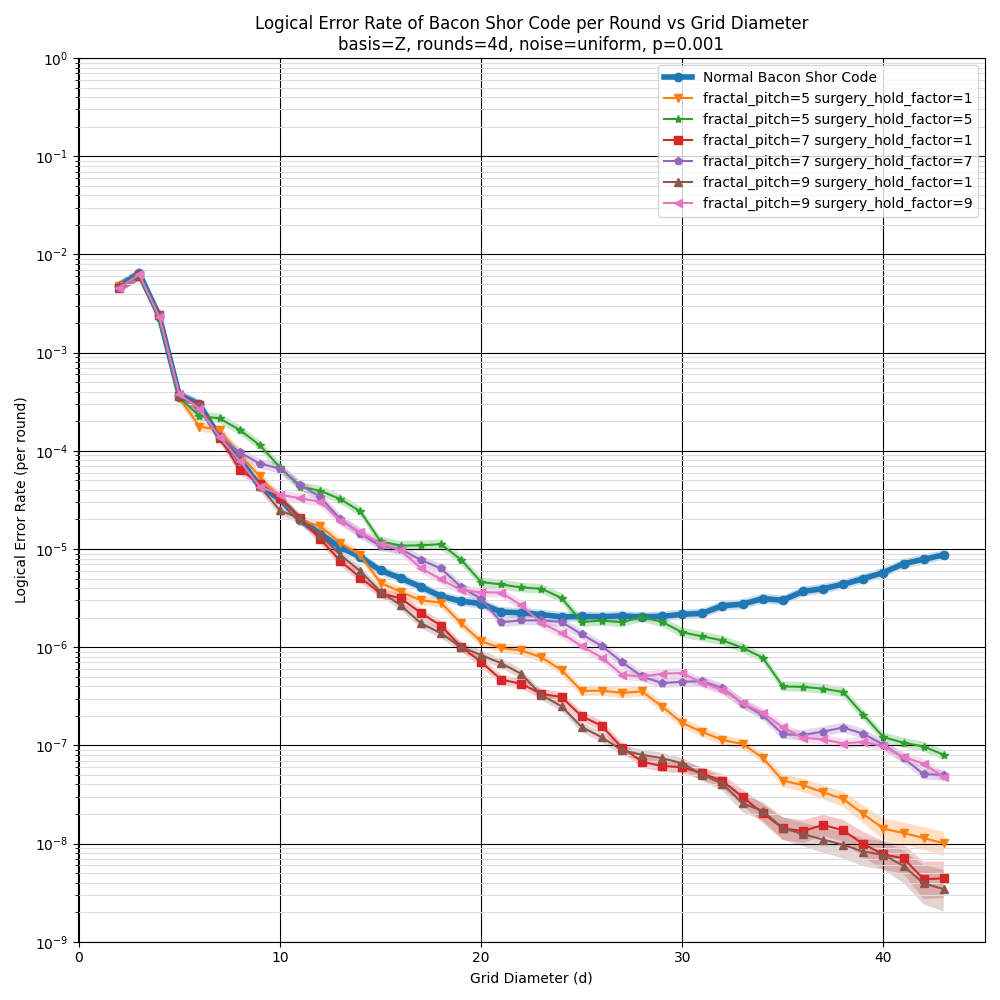 Logical Error Rate of Bacon Shor Code per Round vs Grid Diameter
basis=Z, rounds=4d, noise=uniform, p=0.001
Normal Bacon Shor Code
fractal_pitch=5 surgery_hold_factor=1
fractal_pitch=5 surgery_hold_factor=5
fractal_pitch=7 surgery_hold_factor=1
fractal_pitch=7 surgery_hold_factor=7
fractal_pitch=9 surgery_hold_factor=1
fractal_pitch=9 surgery_hold_factor=9
Logical Error Rate (per round)
10⁰
10⁻¹
10⁻²
10⁻³
10⁻⁴
10⁻⁵
10⁻⁶
10⁻⁷
10⁻⁸
10⁻⁹
0 10 20 30 40
Grid Diameter (d)